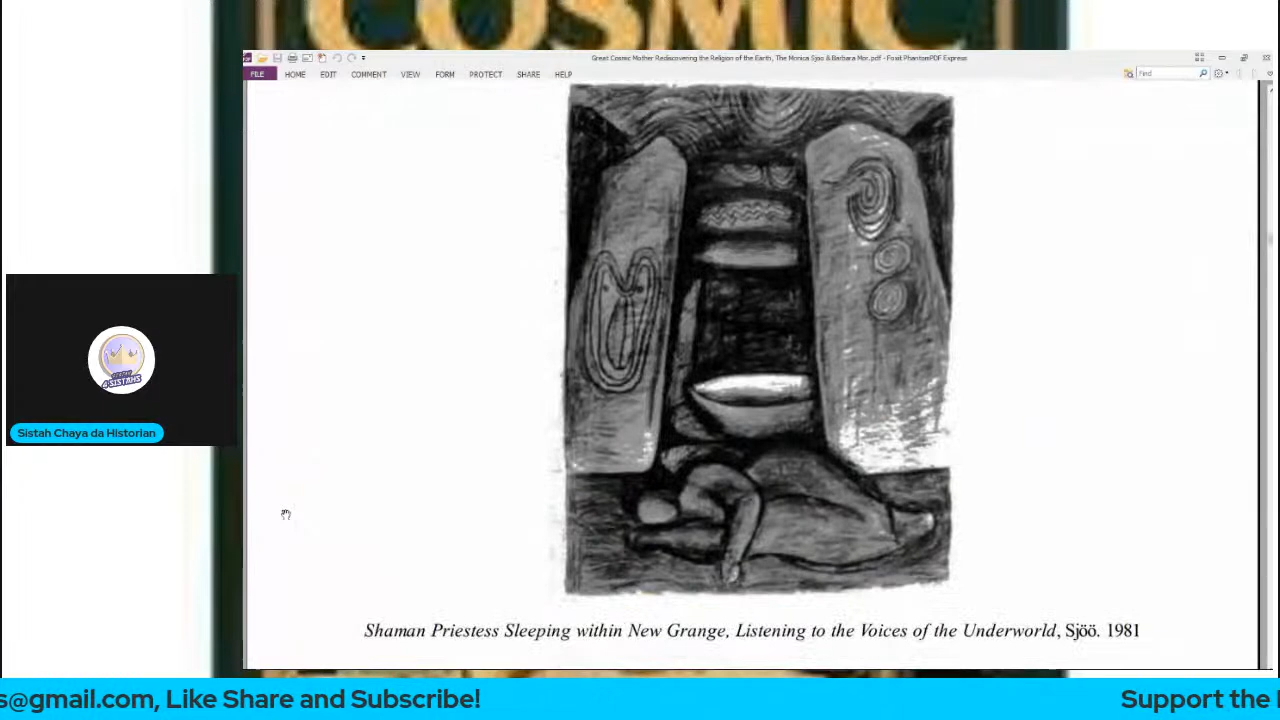 COSMIC
Great Cosmic Mother Rediscovering the Religion of the Earth, The Monica Sjoo & Barbara Mor.pdf - Foxit PhantomPDF Express
FILE HOME EDIT COMMENT VIEW FORM PROTECT SHARE HELP
Find
4 SISTAHS
Sistah Chaya da Historian
Shaman Priestess Sleeping within New Grange, Listening to the Voices of the Underworld, Sjöö. 1981
s@gmail.com, Like Share and Subscribe! Support the